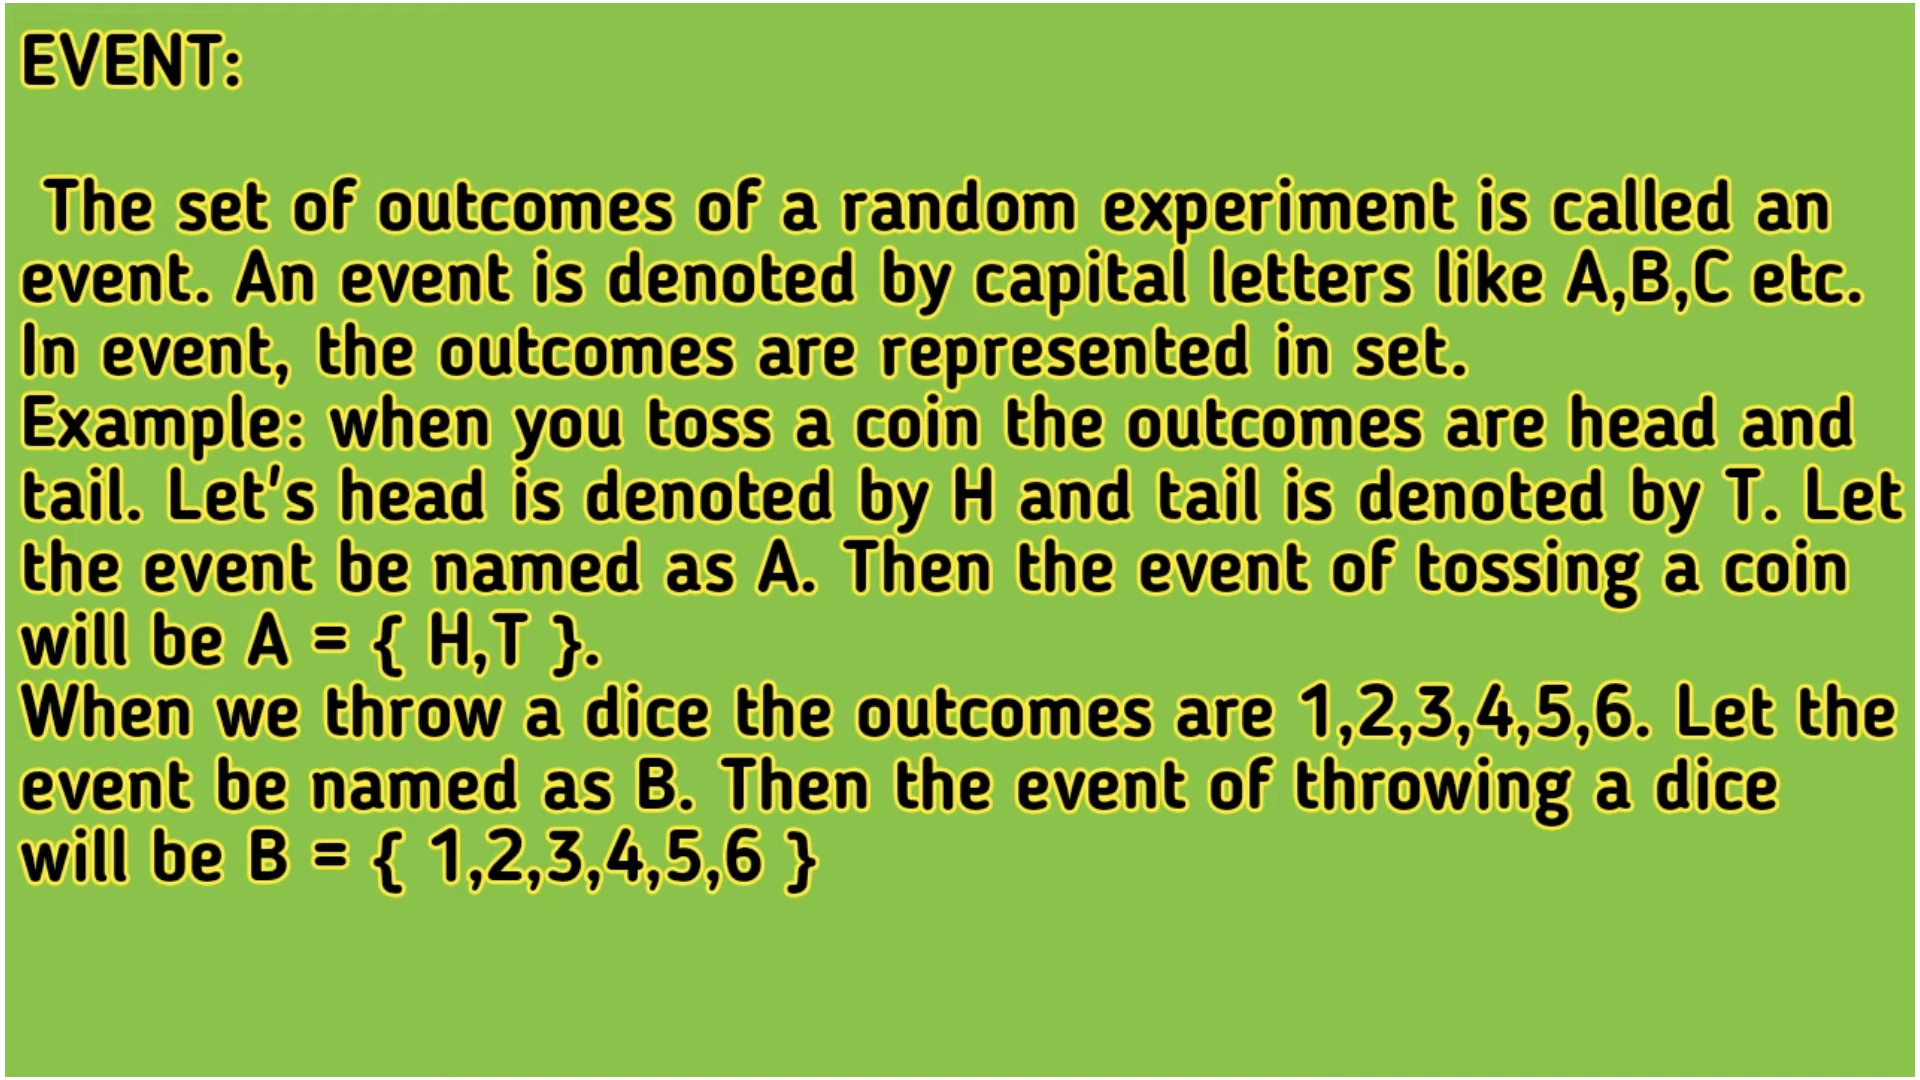 EVENT:
The set of outcomes of a random experiment is called an
event. An event is denoted by capital letters like A,B,C etc.
In event, the outcomes are represented in set.
Example: when you toss a coin the outcomes are head and
tail. Let's head is denoted by H and tail is denoted by T. Let
the event be named as A. Then the event of tossing a coin
will be A = { H,T }.
When we throw a dice the outcomes are 1,2,3,4,5,6. Let the
event be named as B. Then the event of throwing a dice
will be B = { 1,2,3,4,5,6 }